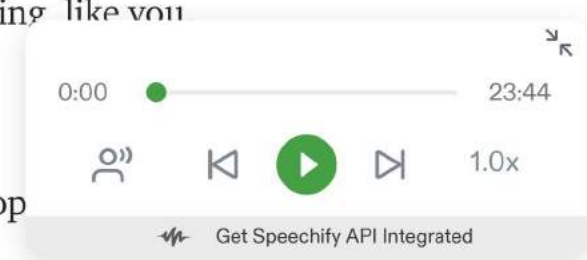 ing, like you
0:00 23:44
1.0x
op
Get Speechify API Integrated